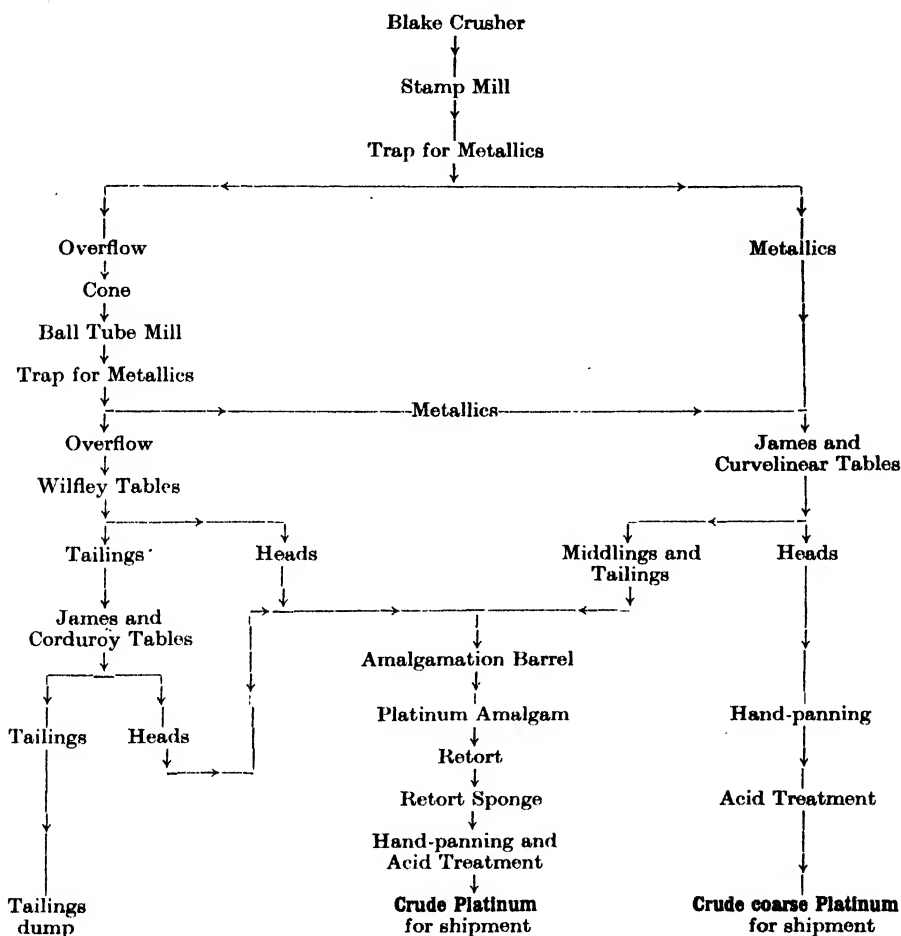 Blake Crusher
Stamp Mill
Trap for Metallics
Overflow
Metallics
Cone
Ball Tube Mill
Trap for Metallics
Metallics
Overflow
James and
Curvelinear Tables
Wilfley Tables
Tailings
Heads
Middlings and
Tailings
Heads
James and
Corduroy Tables
Amalgamation Barrel
Tailings
Heads
Platinum Amalgam
Hand-panning
Retort
Retort Sponge
Acid Treatment
Hand-panning and
Acid Treatment
Tailings
dump
Crude Platinum
for shipment
Crude coarse Platinum
for shipment